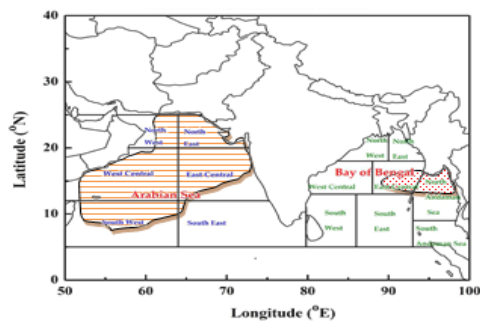 40
30
20
10
0
50
60
70
80
90
100
Latitude (°N)
Longitude (°E)
North
West
North
East
West Central
East Central
Arabian Sea
South West
South East
North
West
North
East
Bay of Bengal
West Central
South
West
South
East
Andaman
Sea
South
Andaman Sea